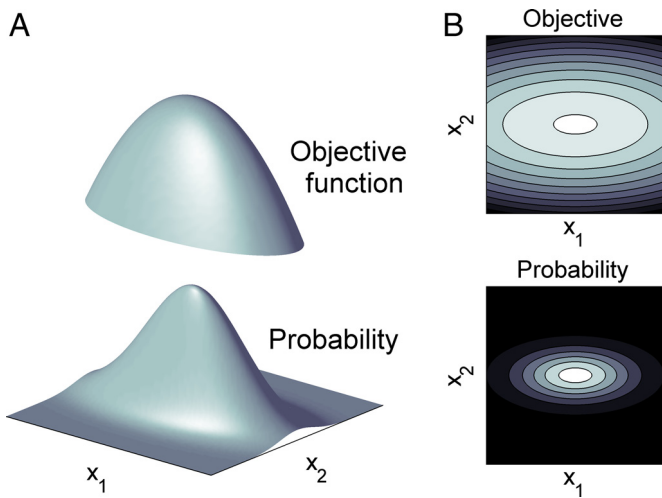 A
Objective
function
Probability
x1
x2
B
Objective
x2
x1
Probability
x2
x1